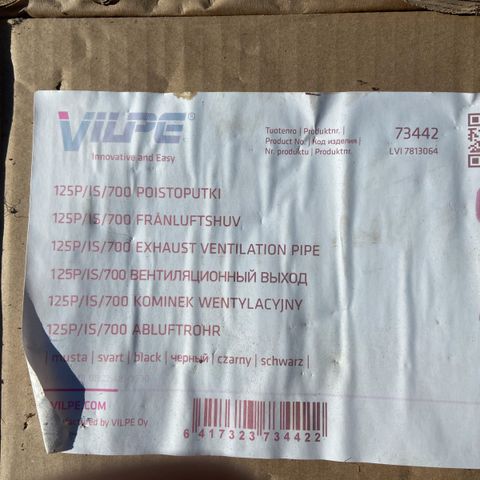 VILPE®
Innovative and Easy
Tuotenro | Produktnr. |
Product No. | Код изделия |
Nr. produktu | Produktnr.
73442
LVI 7813064
125P/IS/700 POISTOPUTKI
125P/IS/700 FRÅNLUFTSHUV
125P/IS/700 EXHAUST VENTILATION PIPE
125P/IS/700 ВЕНТИЛЯЦИОННЫЙ ВЫХОД
125P/IS/700 KOMINEK WENTYLACYJNY
125P/IS/700 ABLUFTROHR
| musta | svart | black | черный | czarny | schwarz |
VILPE.COM
by VILPE Oy
6 417323 734422